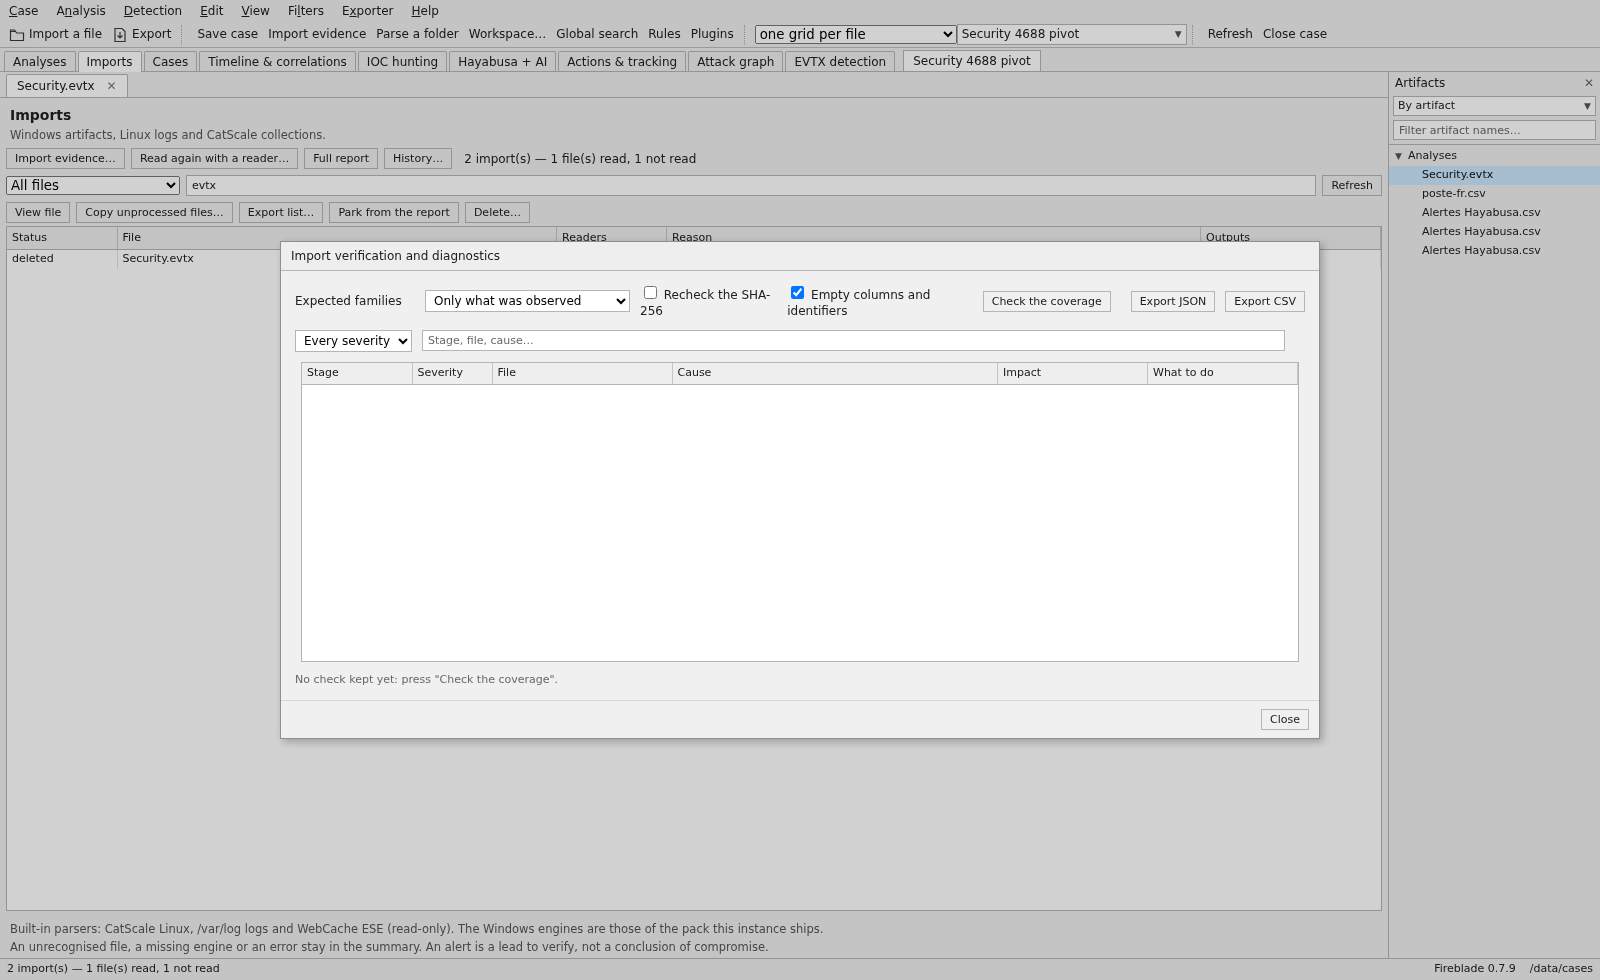 Case Analysis Detection Edit View Filters Exporter Help
Import a file Export Save case Import evidence Parse a folder Workspace… Global search Rules Plugins one grid per file Security 4688 pivot Refresh Close case
Analyses Imports Cases Timeline & correlations IOC hunting Hayabusa + AI Actions & tracking Attack graph EVTX detection Security 4688 pivot
Security.evtx ✕
Artifacts ✕
By artifact
Filter artifact names…
Analyses
Security.evtx
poste-fr.csv
Alertes Hayabusa.csv
Alertes Hayabusa.csv
Alertes Hayabusa.csv
Imports
Windows artifacts, Linux logs and CatScale collections.
Import evidence… Read again with a reader… Full report History… 2 import(s) — 1 file(s) read, 1 not read
All files evtx Refresh
View file Copy unprocessed files… Export list… Park from the report Delete…
Status File Readers Reason Outputs
deleted Security.evtx
Import verification and diagnostics
Expected families Only what was observed Recheck the SHA-256 Empty columns and identifiers Check the coverage Export JSON Export CSV
Every severity Stage, file, cause…
Stage Severity File Cause Impact What to do
No check kept yet: press "Check the coverage".
Close
Built-in parsers: CatScale Linux, /var/log logs and WebCache ESE (read-only). The Windows engines are those of the pack this instance ships.
An unrecognised file, a missing engine or an error stay in the summary. An alert is a lead to verify, not a conclusion of compromise.
2 import(s) — 1 file(s) read, 1 not read Fireblade 0.7.9 /data/cases